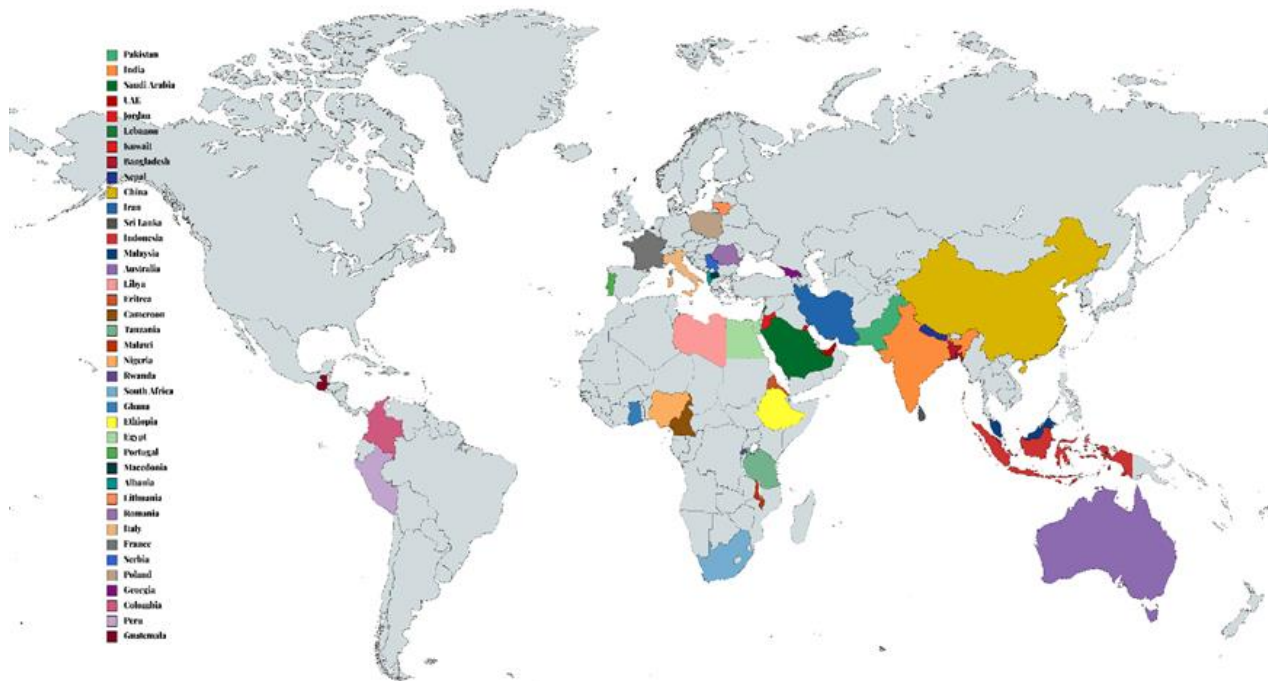 Pakistan
India
Saudi Arabia
UAE
Jordan
Lebanon
Kuwait
Bangladesh
Nepal
China
Iran
Sri Lanka
Indonesia
Malaysia
Australia
Libya
Eritrea
Cameroon
Tanzania
Malawi
Nigeria
Rwanda
South Africa
Ghana
Ethiopia
Egypt
Portugal
Macedonia
Albania
Lithuania
Romania
Italy
France
Serbia
Poland
Georgia
Colombia
Peru
Guatemala